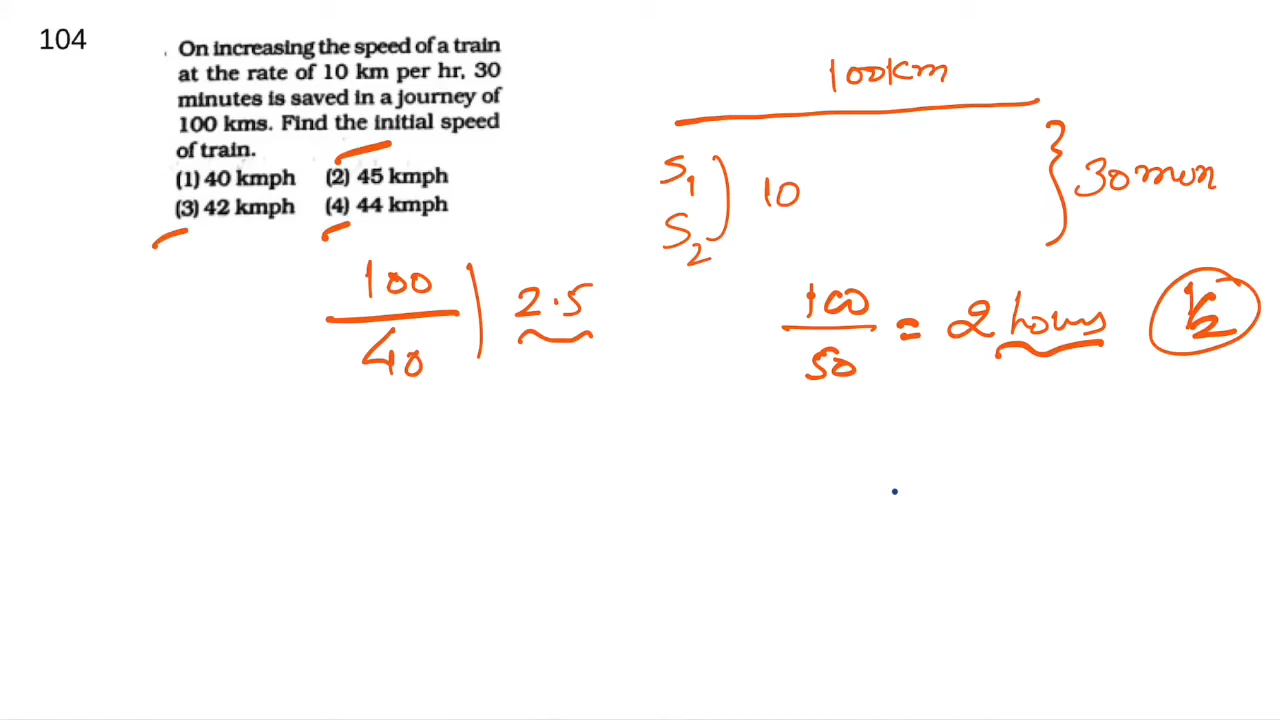 104
On increasing the speed of a train
at the rate of 10 km per hr, 30
minutes is saved in a journey of
100 kms. Find the initial speed
of train.
(1) 40 kmph (2) 45 kmph
(3) 42 kmph (4) 44 kmph
100km
S1
10
S2
30 min
100
40
2.5
100
50
= 2 hours
1/2